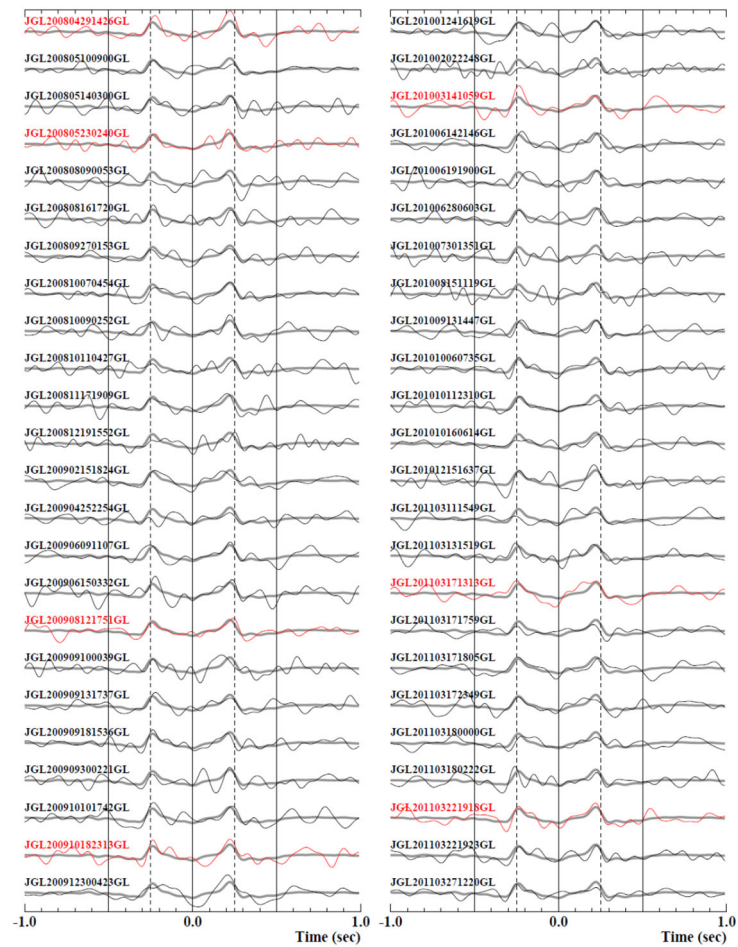 JGL200804291426GL
JGL200805100900GL
JGL200805140300GL
JGL200805230240GL
JGL200808090053GL
JGL200808161720GL
JGL200809270153GL
JGL200810070454GL
JGL200810090252GL
JGL200810110427GL
JGL200811171909GL
JGL200812191552GL
JGL200902151824GL
JGL200904252254GL
JGL200906091107GL
JGL200906150332GL
JGL200908121751GL
JGL200909100039GL
JGL200909131737GL
JGL200909181536GL
JGL200909300221GL
JGL200910101742GL
JGL200910182313GL
JGL200912300423GL
-1.0 0.0 1.0
Time (sec)
JGL201001241619GL
JGL201002022248GL
JGL201003141059GL
JGL201006142146GL
JGL201006191900GL
JGL201006280603GL
JGL201007301351GL
JGL201008151119GL
JGL201009131447GL
JGL201010060735GL
JGL201010112310GL
JGL201010160614GL
JGL201012151637GL
JGL201103111549GL
JGL201103131519GL
JGL201103171313GL
JGL201103171759GL
JGL201103171805GL
JGL201103172349GL
JGL201103180000GL
JGL201103180222GL
JGL201103221918GL
JGL201103221923GL
JGL201103271220GL
-1.0 0.0 1.0
Time (sec)